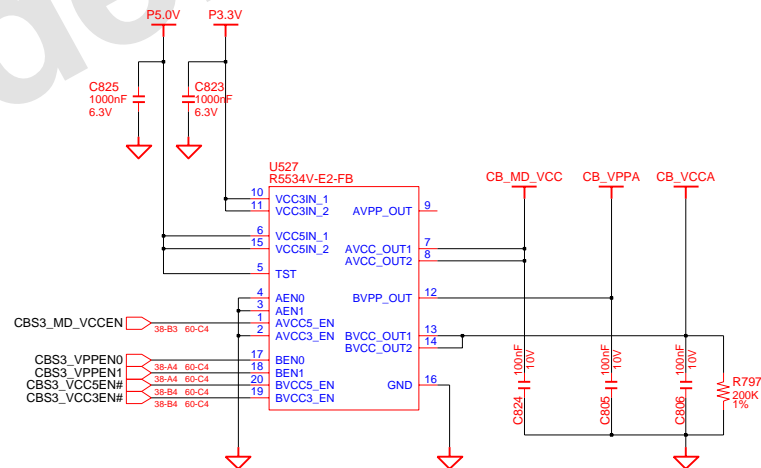 P5.0V
P3.3V
C825
1000nF
6.3V
C823
1000nF
6.3V
U527
R5534V-E2-FB
CB_MD_VCC
CB_VPPA
CB_VCCA
10 VCC3IN_1
11 VCC3IN_2
AVPP_OUT 9
6 VCC5IN_1
15 VCC5IN_2
AVCC_OUT1 7
AVCC_OUT2 8
5 TST
4 AEN0
3 AEN1
BVPP_OUT 12
CBS3_MD_VCCEN 38-B3 60-C4 1 AVCC5_EN
2 AVCC3_EN
BVCC_OUT1 13
BVCC_OUT2 14
CBS3_VPPEN0 38-A4 60-C4 17 BEN0
CBS3_VPPEN1 38-A4 60-C4 18 BEN1
CBS3_VCC5EN# 38-B4 60-C4 20 BVCC5_EN
CBS3_VCC3EN# 38-B4 60-C4 19 BVCC3_EN
GND 16
C824
100nF
10V
C805
100nF
10V
C806
100nF
10V
R797
200K
1%